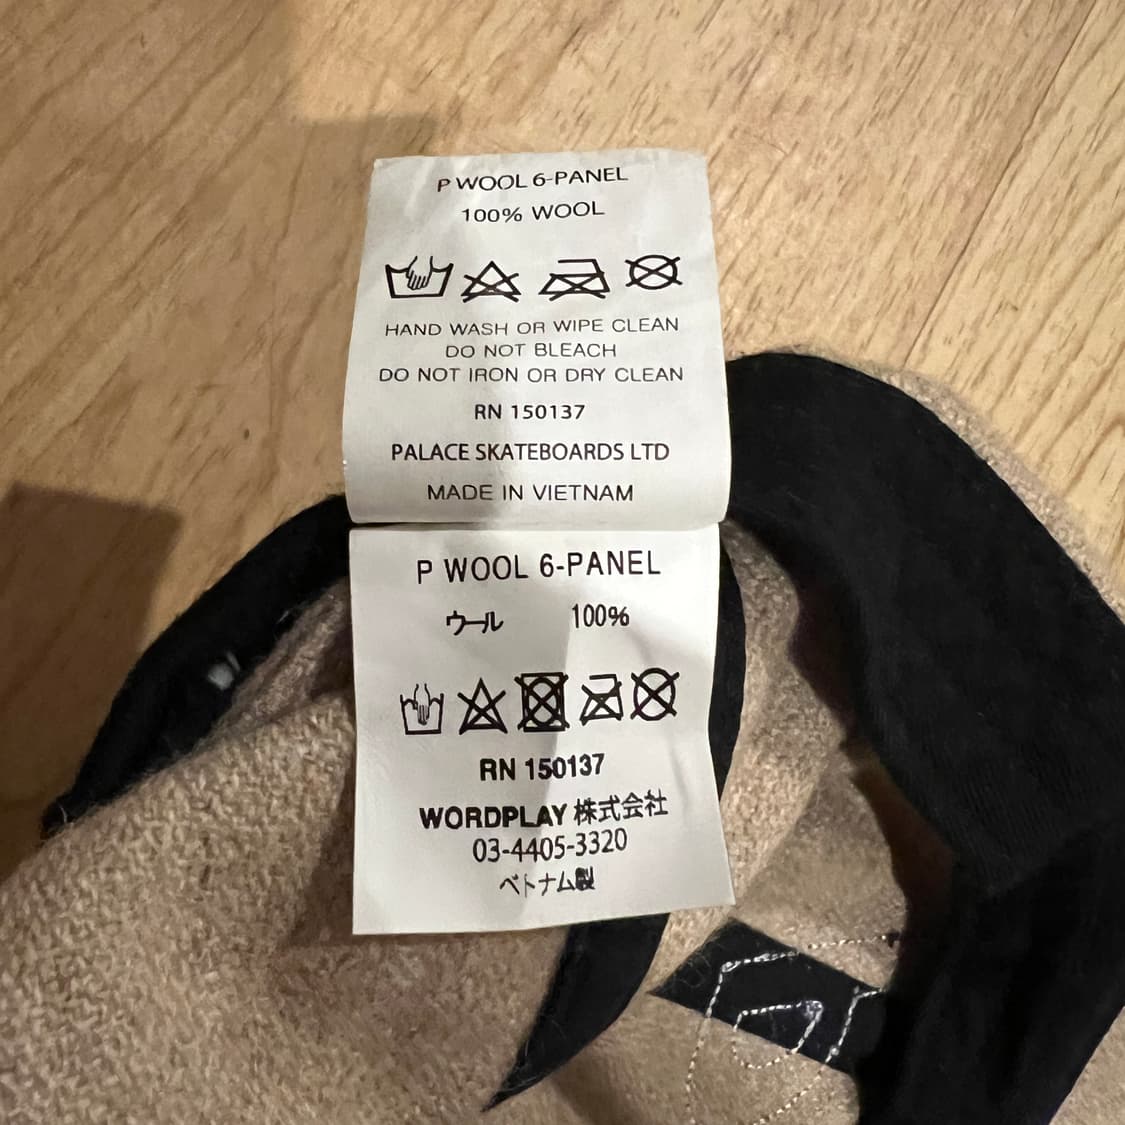 P WOOL 6-PANEL
100% WOOL
HAND WASH OR WIPE CLEAN
DO NOT BLEACH
DO NOT IRON OR DRY CLEAN
RN 150137
PALACE SKATEBOARDS LTD
MADE IN VIETNAM
P WOOL 6-PANEL
ウール 100%
RN 150137
WORDPLAY 株式会社
03-4405-3320
ベトナム製